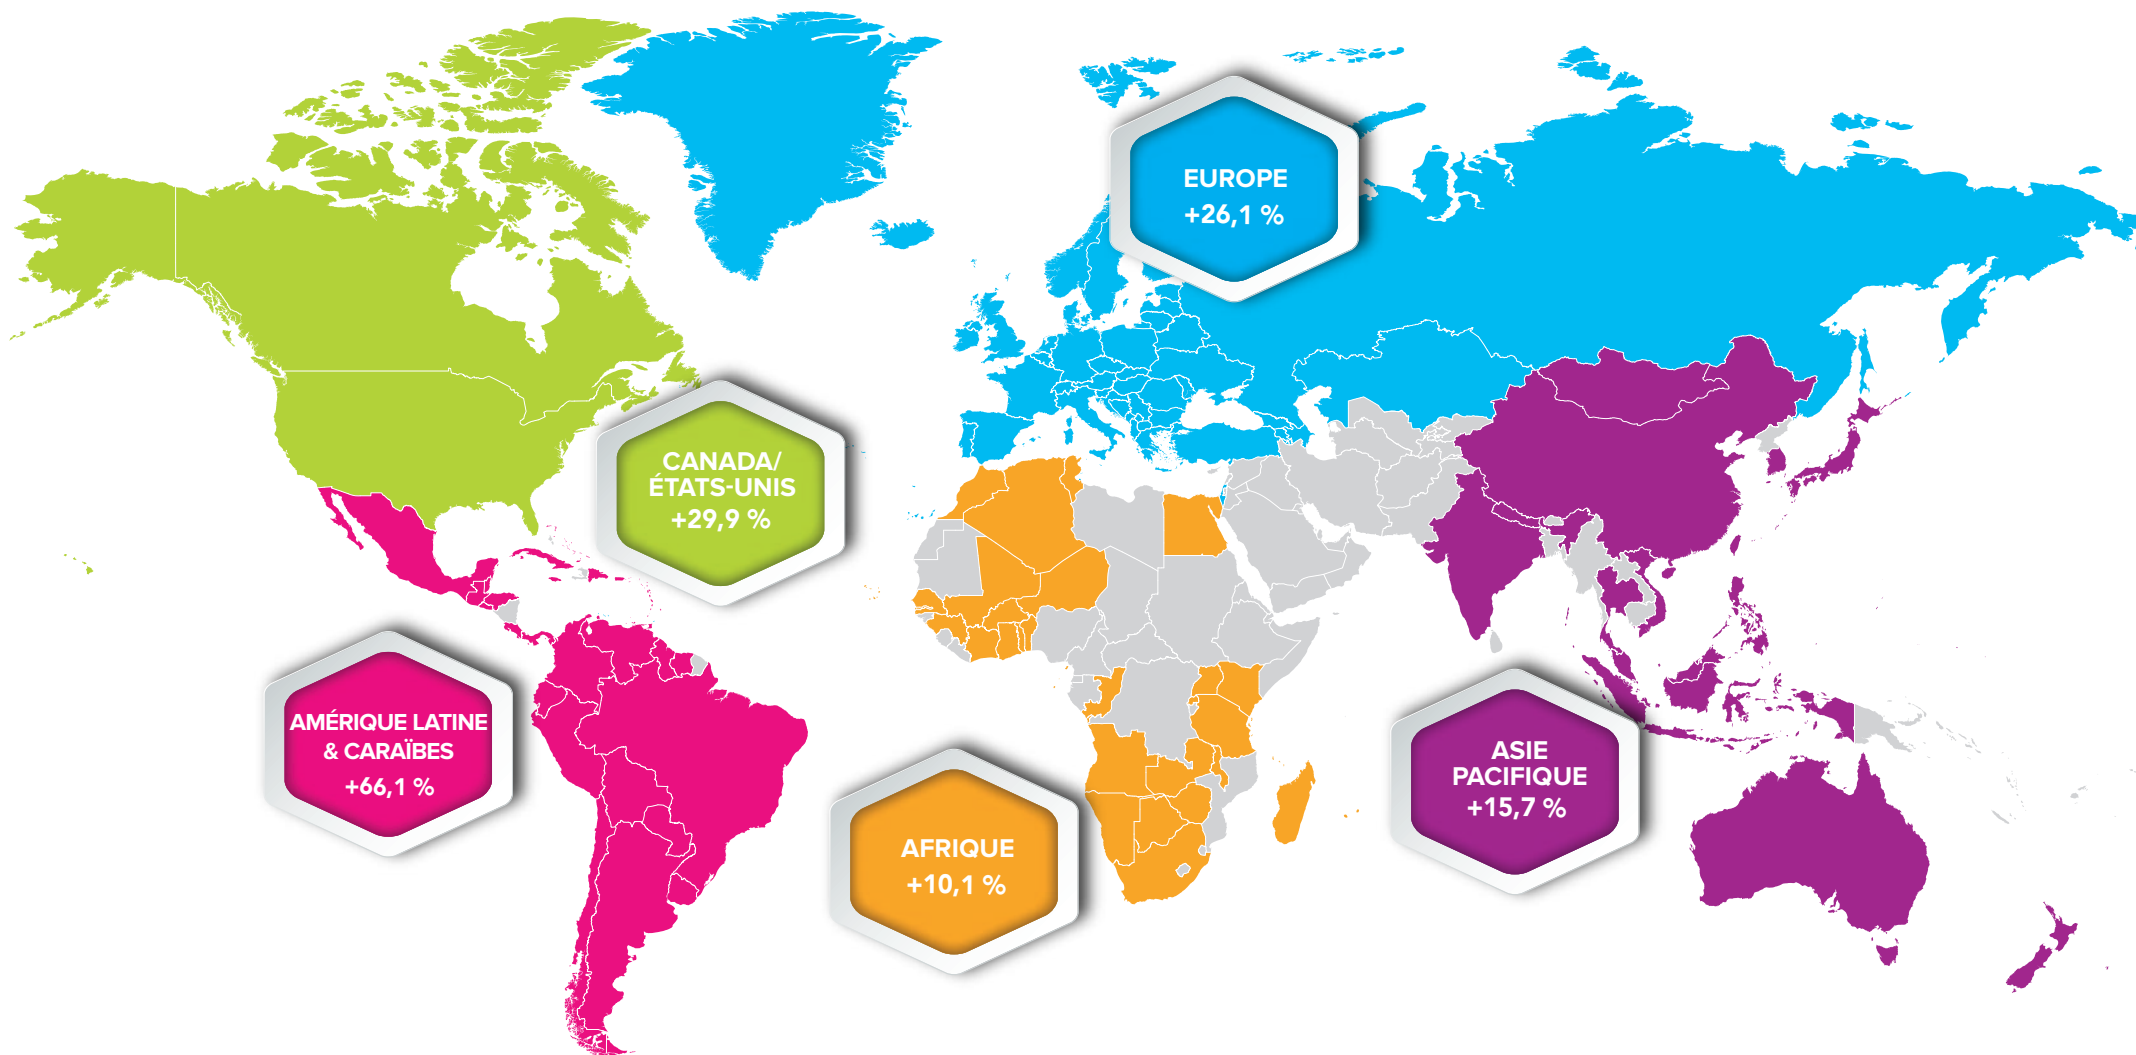 EUROPE
+26,1 %
CANADA/
ÉTATS-UNIS
+29,9 %
AMÉRIQUE LATINE
& CARAÏBES
+66,1 %
ASIE
PACIFIQUE
+15,7 %
AFRIQUE
+10,1 %